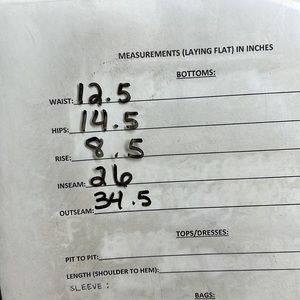 MEASUREMENTS (LAYING FLAT) IN INCHES
BOTTOMS:
WAIST: 12.5
HIPS: 14.5
RISE: 8.5
INSEAM: 26
OUTSEAM: 34.5
TOPS/DRESSES:
PIT TO PIT:
LENGTH (SHOULDER TO HEM):
SLEEVE :
BAGS: